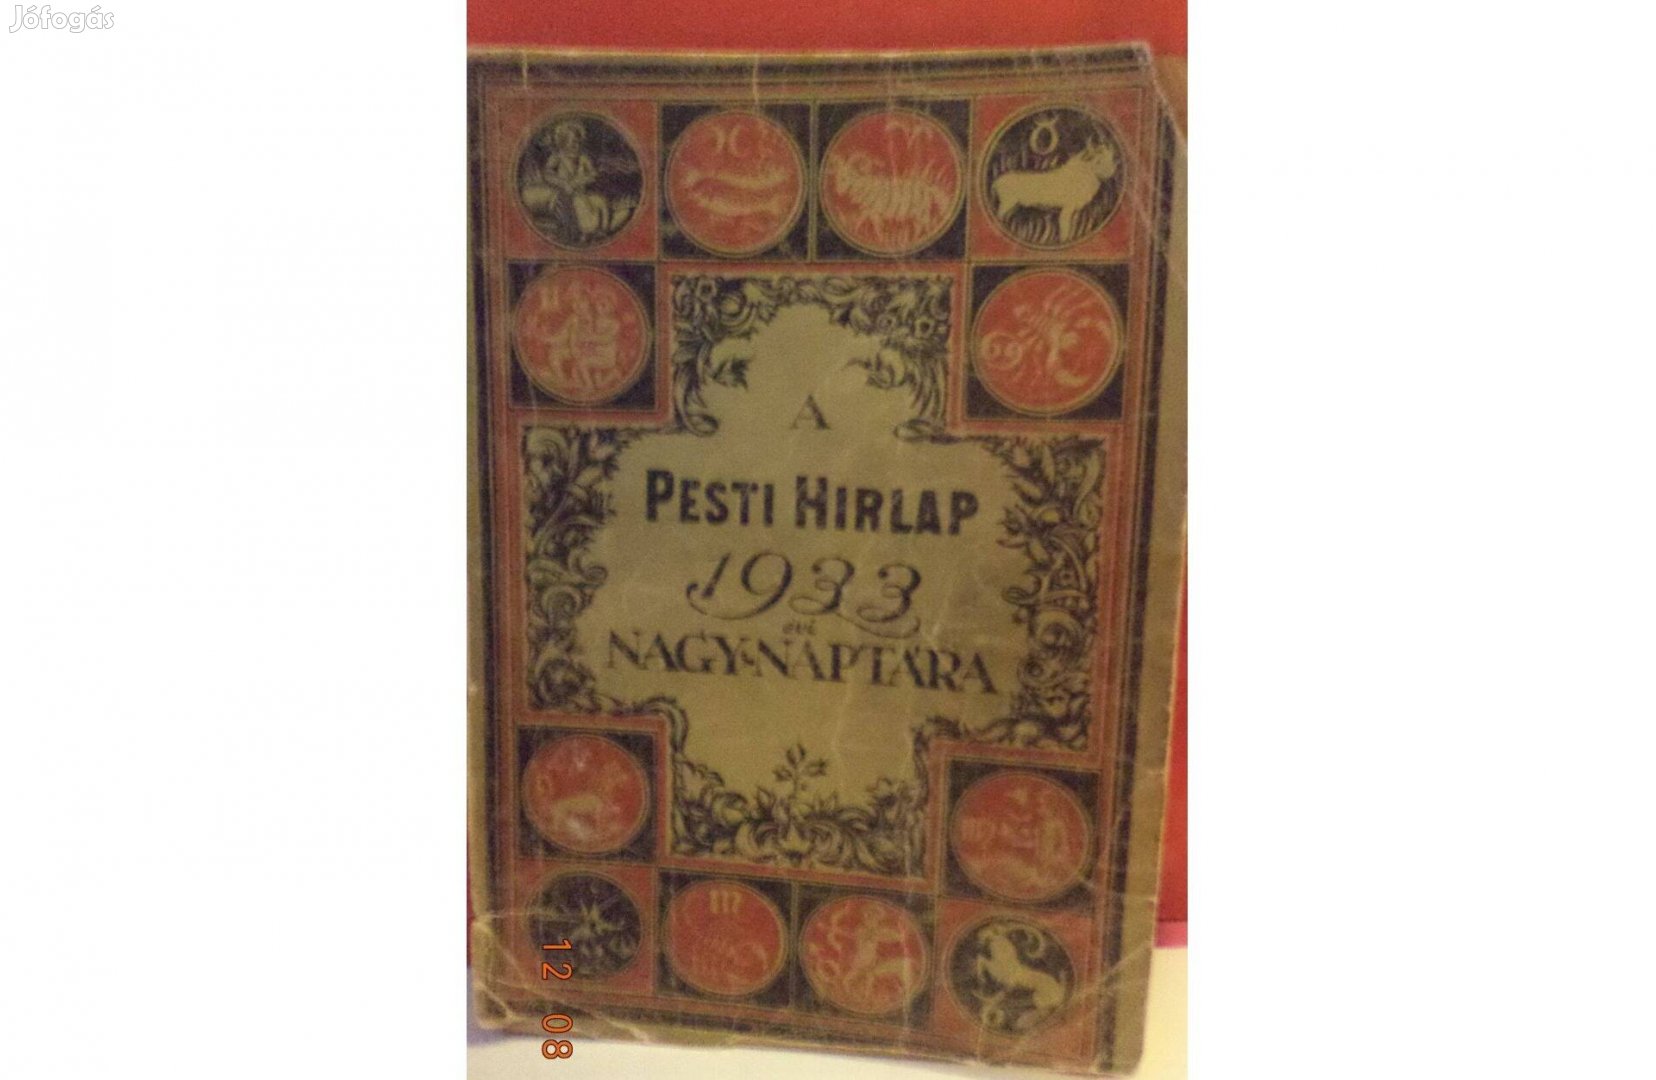 Jófogás
A
PESTI HIRLAP
1933
évi
NAGY NAPTÁRA
12 08